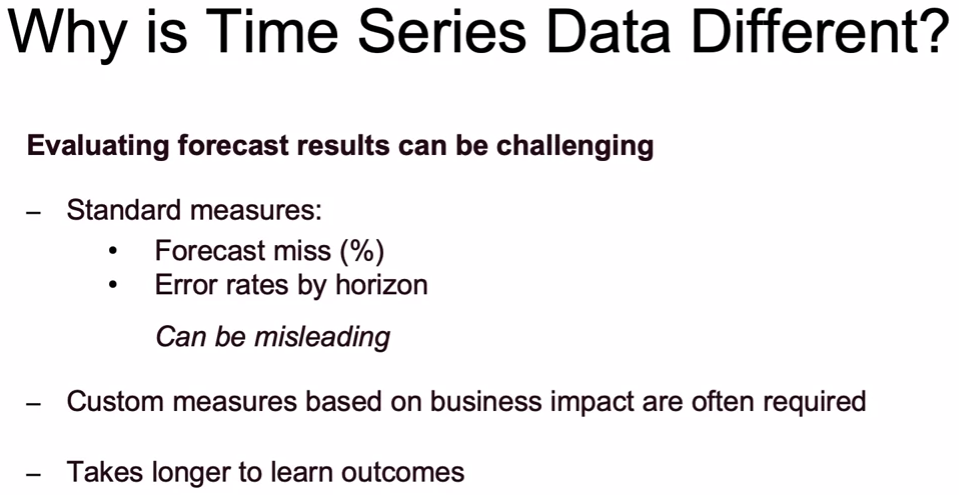 Why is Time Series Data Different?
Evaluating forecast results can be challenging
– Standard measures:
• Forecast miss (%)
• Error rates by horizon
Can be misleading
– Custom measures based on business impact are often required
– Takes longer to learn outcomes